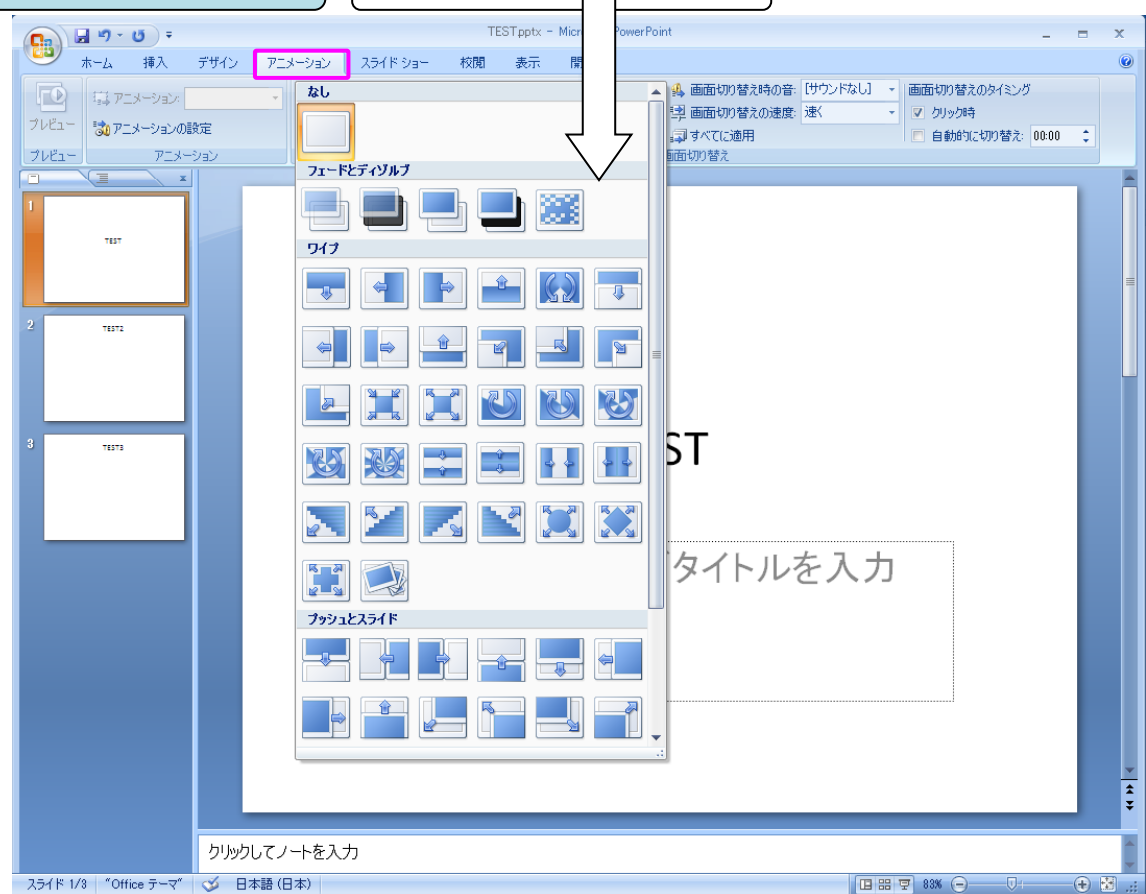 TESTpptx - Micr PowerPoint
ホーム 挿入 デザイン アニメーション スライド ショー 校閲 表示 開
プレビュー
アニメーション:
アニメーションの設定
プレビュー アニメーション
画面切り替え時の音: [サウンドなし]
画面切り替えの速度: 速く
すべてに適用
画面切り替え
画面切り替えのタイミング
クリック時
自動的に切り替え: 00:00
なし
フェードとディゾルブ
ワイプ
プッシュとスライド
1
TEST
2
TEST2
3
TEST3
ST
タイトルを入力
クリックしてノートを入力
スライド 1/3 "Office テーマ" 日本語 (日本) 83%